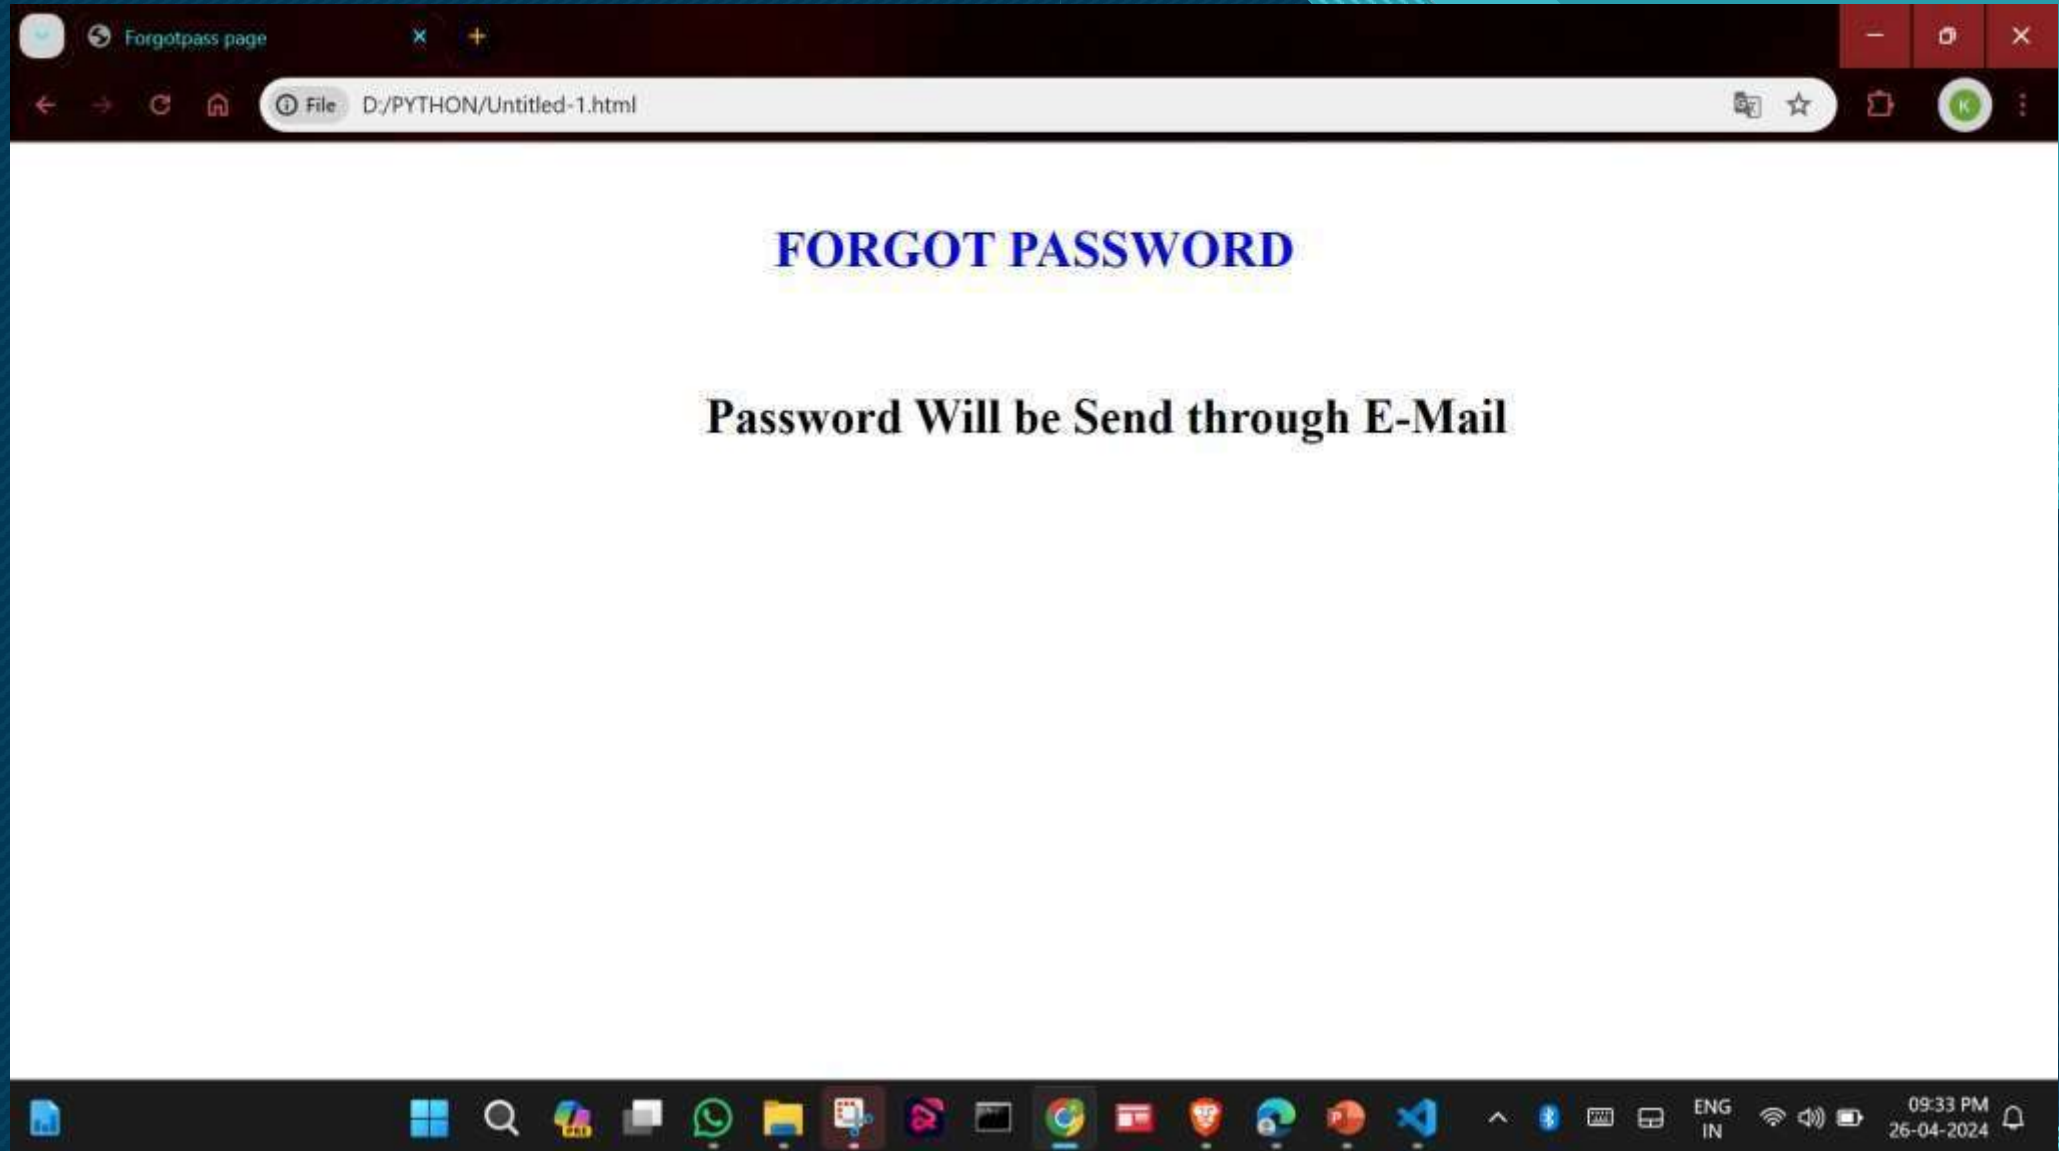 Forgotpass page
File D:/PYTHON/Untitled-1.html
K
FORGOT PASSWORD
Password Will be Send through E-Mail
PRE
ENG
IN
09:33 PM
26-04-2024